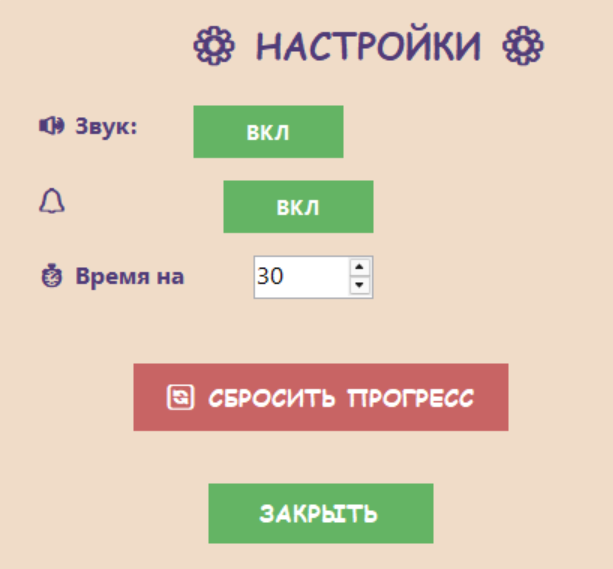 НАСТРОЙКИ
Звук: ВКЛ
ВКЛ
Время на 30
СБРОСИТЬ ПРОГРЕСС
ЗАКРЫТЬ